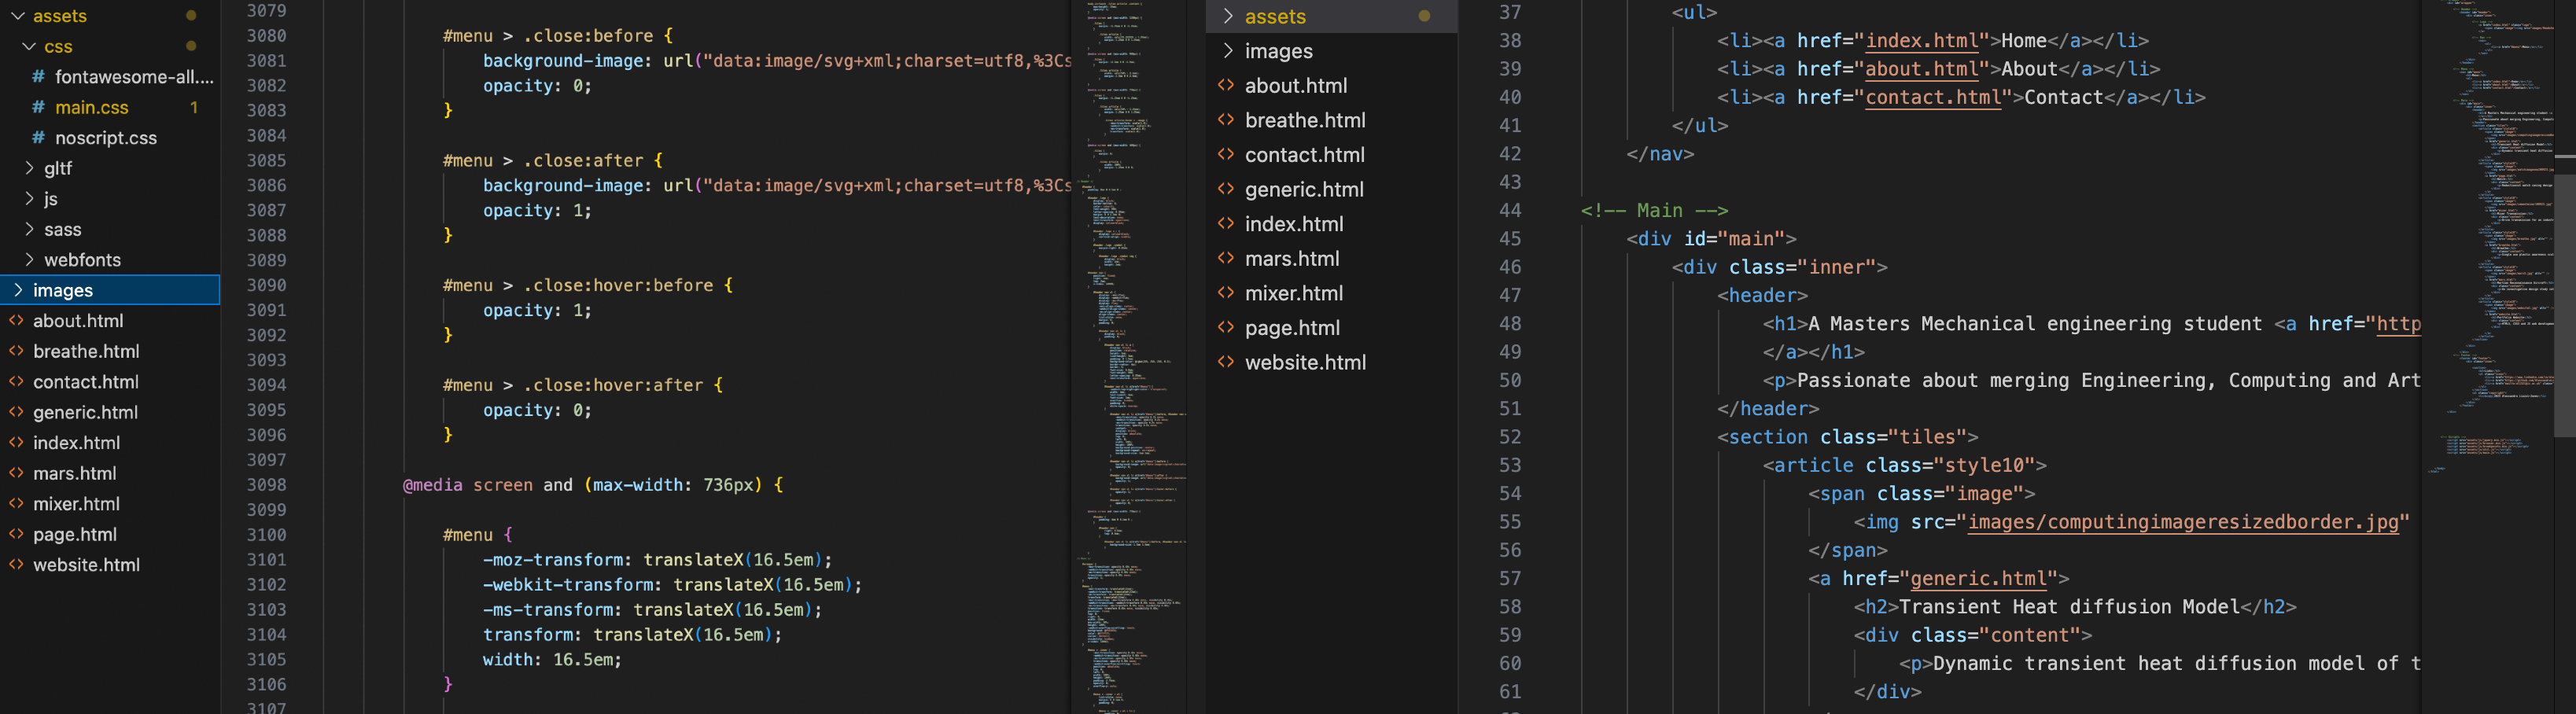 assets
css
# fontawesome-all....
# main.css 1
# noscript.css
gltf
js
sass
webfonts
images
about.html
breathe.html
contact.html
generic.html
index.html
mars.html
mixer.html
page.html
website.html
3079
3080 #menu > .close:before {
3081 background-image: url("data:image/svg+xml;charset=utf8,%3Cs
3082 opacity: 0;
3083 }
3084
3085 #menu > .close:after {
3086 background-image: url("data:image/svg+xml;charset=utf8,%3Cs
3087 opacity: 1;
3088 }
3089
3090 #menu > .close:hover:before {
3091 opacity: 1;
3092 }
3093
3094 #menu > .close:hover:after {
3095 opacity: 0;
3096 }
3097
3098 @media screen and (max-width: 736px) {
3099
3100 #menu {
3101 -moz-transform: translateX(16.5em);
3102 -webkit-transform: translateX(16.5em);
3103 -ms-transform: translateX(16.5em);
3104 transform: translateX(16.5em);
3105 width: 16.5em;
3106 }
3107
assets
images
about.html
breathe.html
contact.html
generic.html
index.html
mars.html
mixer.html
page.html
website.html
37 <ul>
38 <li><a href="index.html">Home</a></li>
39 <li><a href="about.html">About</a></li>
40 <li><a href="contact.html">Contact</a></li>
41 </ul>
42 </nav>
43
44 <!-- Main -->
45 <div id="main">
46 <div class="inner">
47 <header>
48 <h1>A Masters Mechanical engineering student <a href="http
49 </a></h1>
50 <p>Passionate about merging Engineering, Computing and Art
51 </header>
52 <section class="tiles">
53 <article class="style10">
54 <span class="image">
55 <img src="images/computingimageresizedborder.jpg"
56 </span>
57 <a href="generic.html">
58 <h2>Transient Heat diffusion Model</h2>
59 <div class="content">
60 <p>Dynamic transient heat diffusion model of t
61 </div>